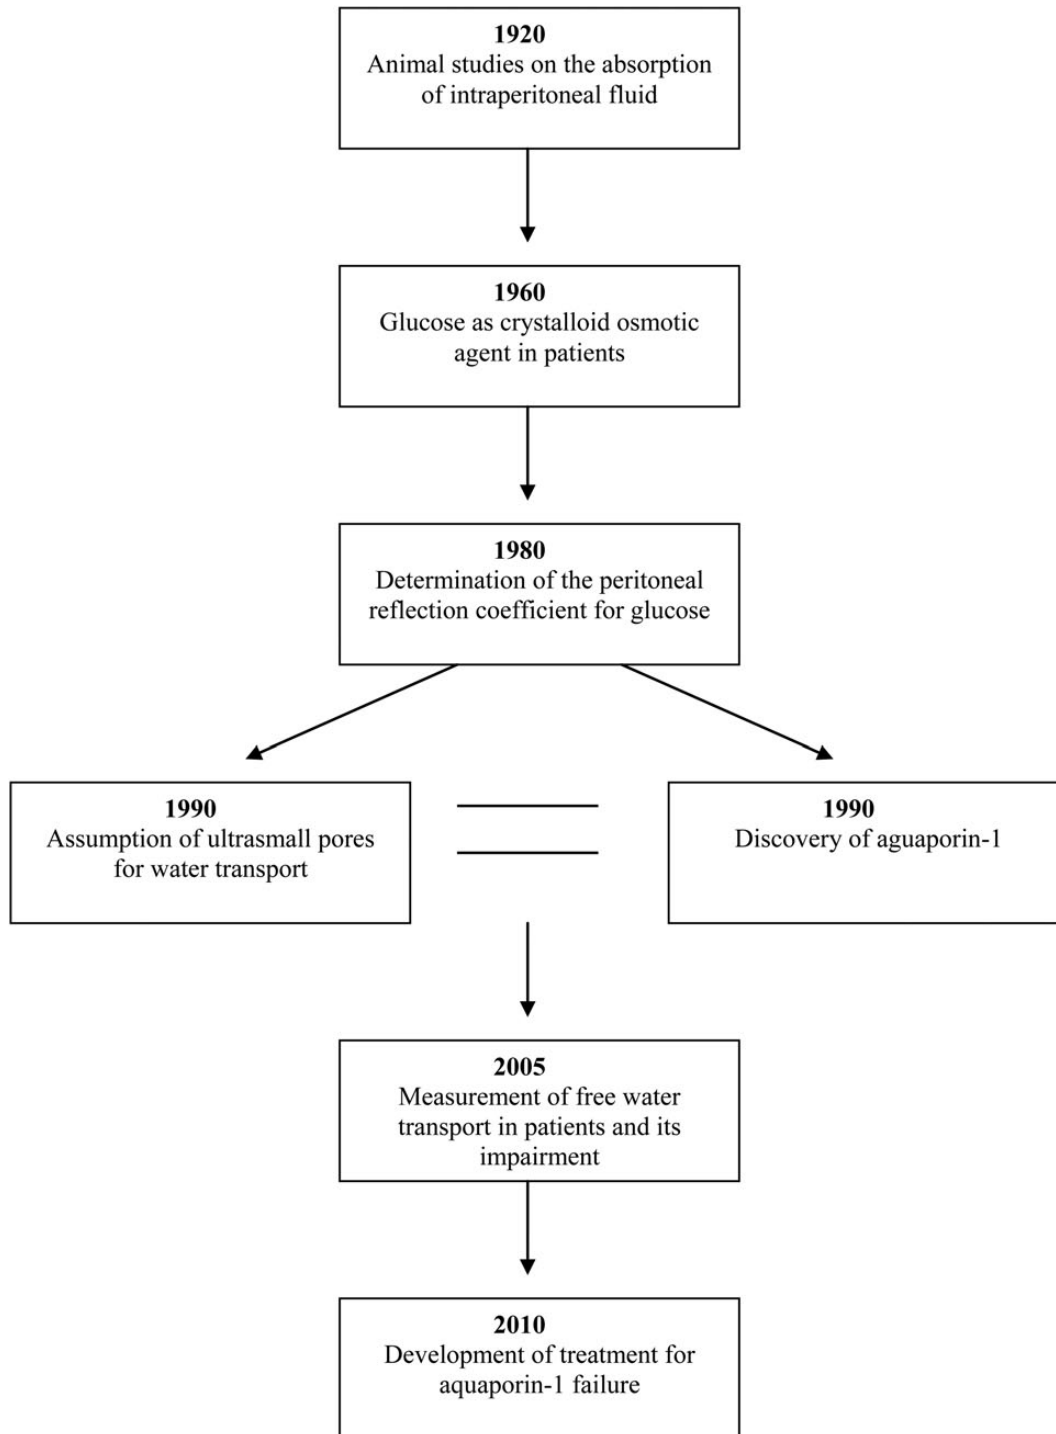 1920
Animal studies on the absorption
of intraperitoneal fluid
1960
Glucose as crystalloid osmotic
agent in patients
1980
Determination of the peritoneal
reflection coefficient for glucose
1990
Assumption of ultrasmall pores
for water transport
1990
Discovery of aguaporin-1
2005
Measurement of free water
transport in patients and its
impairment
2010
Development of treatment for
aquaporin-1 failure